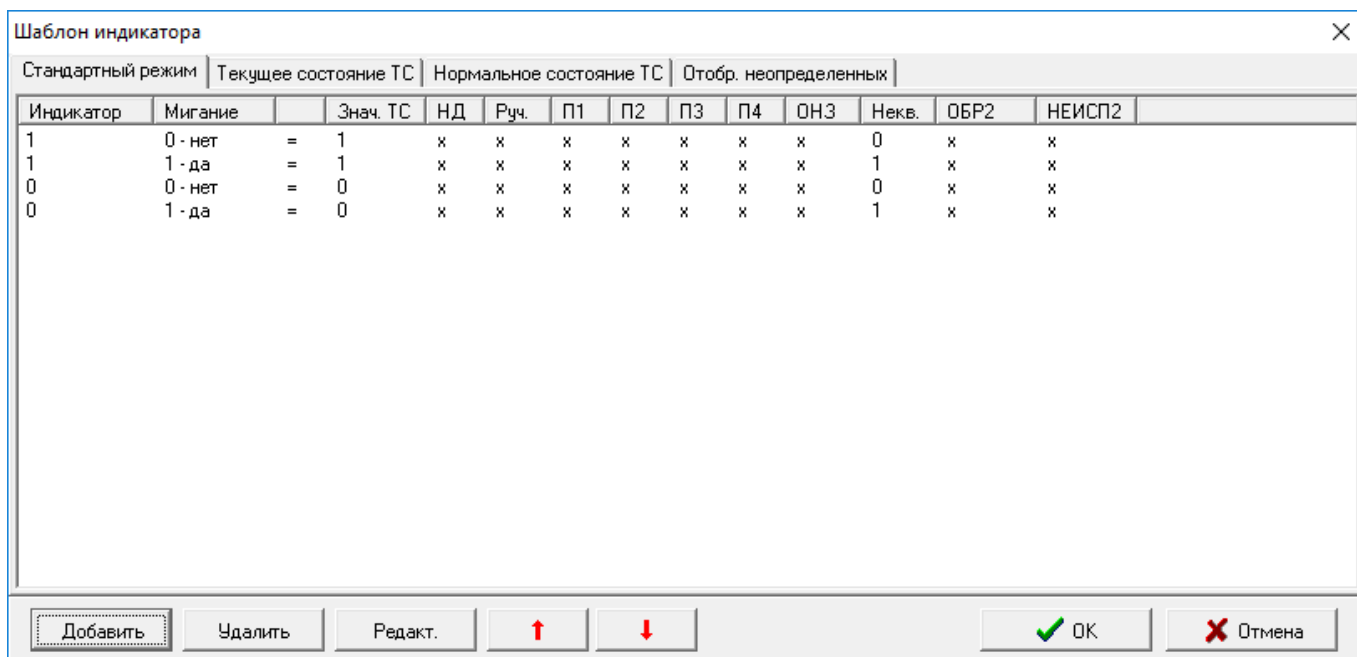 Шаблон индикатора
Стандартный режим Текущее состояние ТС Нормальное состояние ТС Отобр. неопределенных
Индикатор Мигание Знач. ТС НД Руч. П1 П2 П3 П4 ОНЗ Некв. ОБР2 НЕИСП2
1 0 - нет = 1 x x x x x x x 0 x x
1 1 - да = 1 x x x x x x x 1 x x
0 0 - нет = 0 x x x x x x x 0 x x
0 1 - да = 0 x x x x x x x 1 x x
Добавить Удалить Редакт. OK Отмена